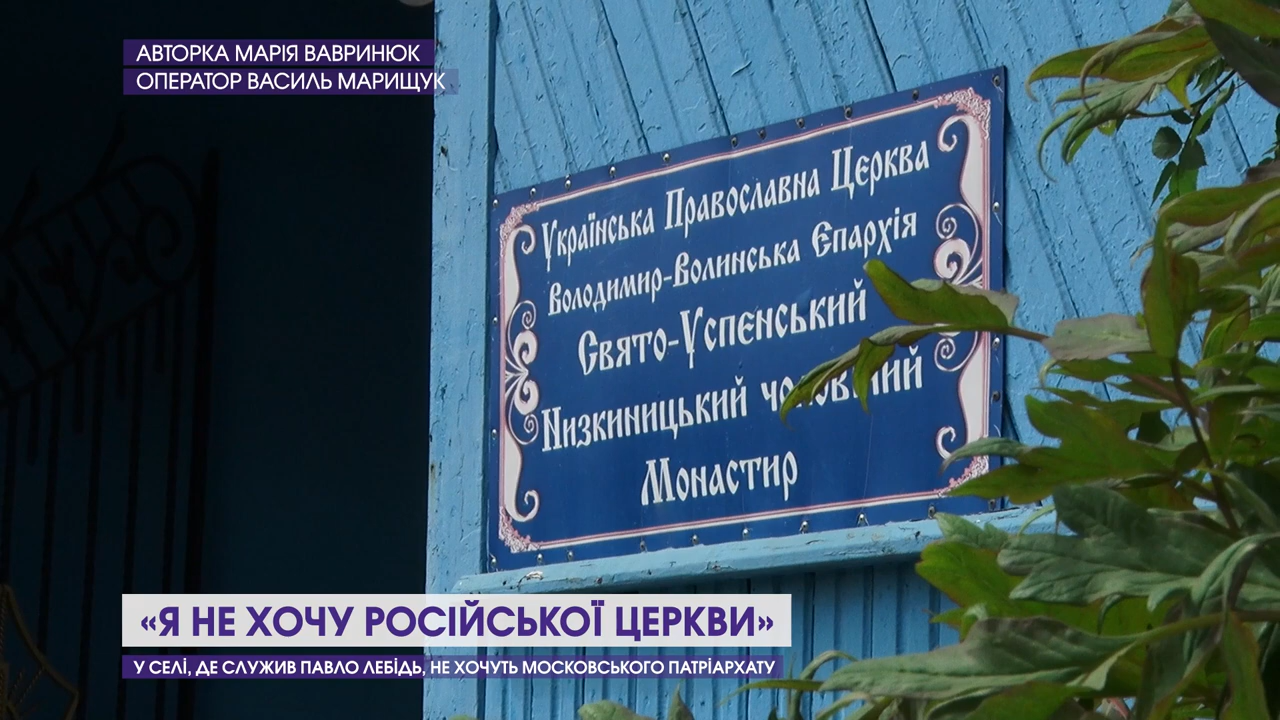 АВТОРКА МАРІЯ ВАВРИНЮК
ОПЕРАТОР ВАСИЛЬ МАРИЩУК
Українська Православна Церква
Володимир-Волинська Єпархія
Свято-Успенський
Низкиницький
Монастир
«Я НЕ ХОЧУ РОСІЙСЬКОЇ ЦЕРКВИ»
У СЕЛІ, ДЕ СЛУЖИВ ПАВЛО ЛЕБІДЬ, НЕ ХОЧУТЬ МОСКОВСЬКОГО ПАТРІАРХАТУ